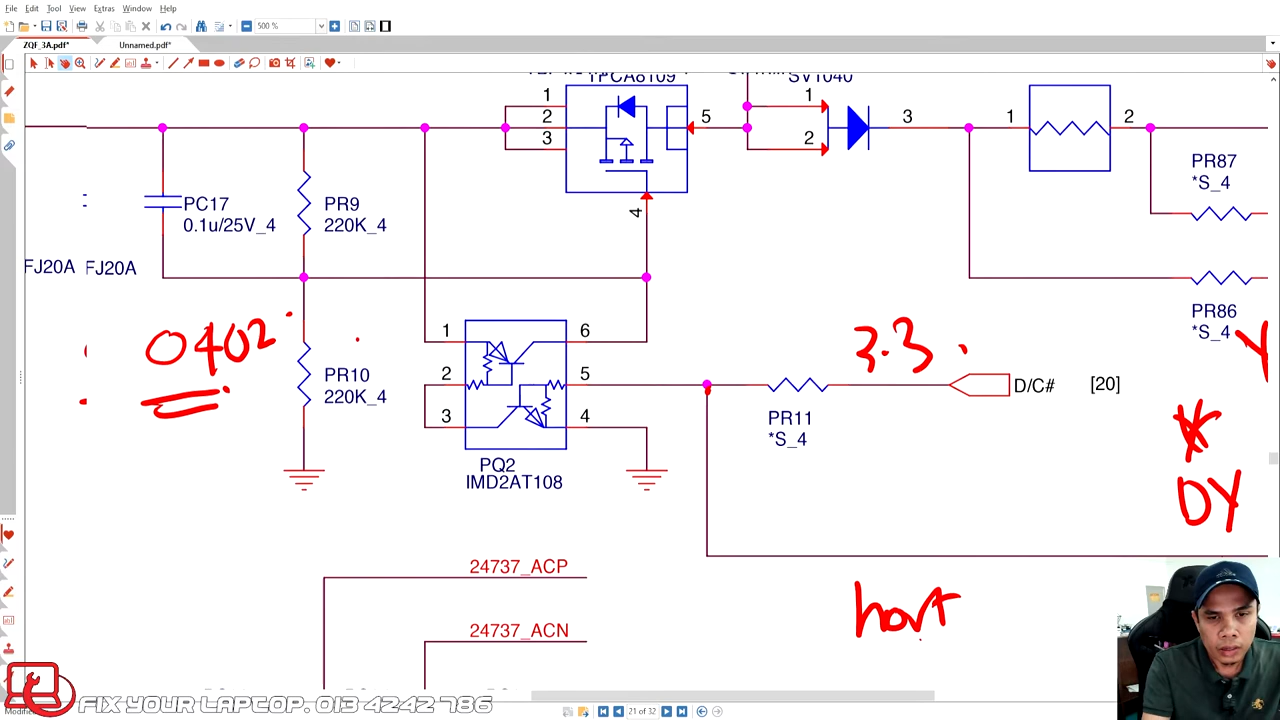 File Edit Tool View Extras Window Help
500 %
ZQF_3A.pdf* Unnamed.pdf*
TPCA8109
SV1040
1
2
3
5
4
1
2
3
1
2
PC17
0.1u/25V_4
PR9
220K_4
PR87
*S_4
FJ20A FJ20A
PR86
*S_4
0402
3.3
1
2
3
6
5
4
PR10
220K_4
PR11
*S_4
D/C# [20]
PQ2
IMD2AT108
DY
24737_ACP
24737_ACN
FIX YOUR LAPTOP. 013 4242 786
21 of 32